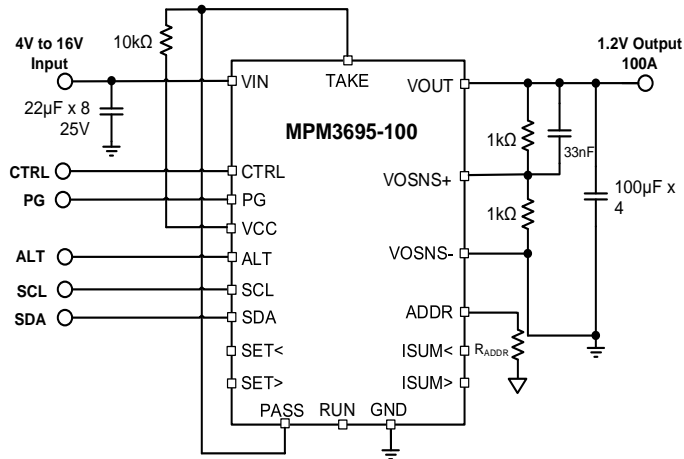 4V to 16V
Input
10kΩ
1.2V Output
100A
VIN
TAKE
VOUT
22µF x 8
25V
MPM3695-100
1kΩ
33nF
CTRL
CTRL
VOSNS+
PG
PG
100µF x
4
VCC
1kΩ
ALT
ALT
VOSNS-
SCL
SCL
SDA
SDA
ADDR
SET<
ISUM<
RADDR
SET>
ISUM>
PASS
RUN
GND